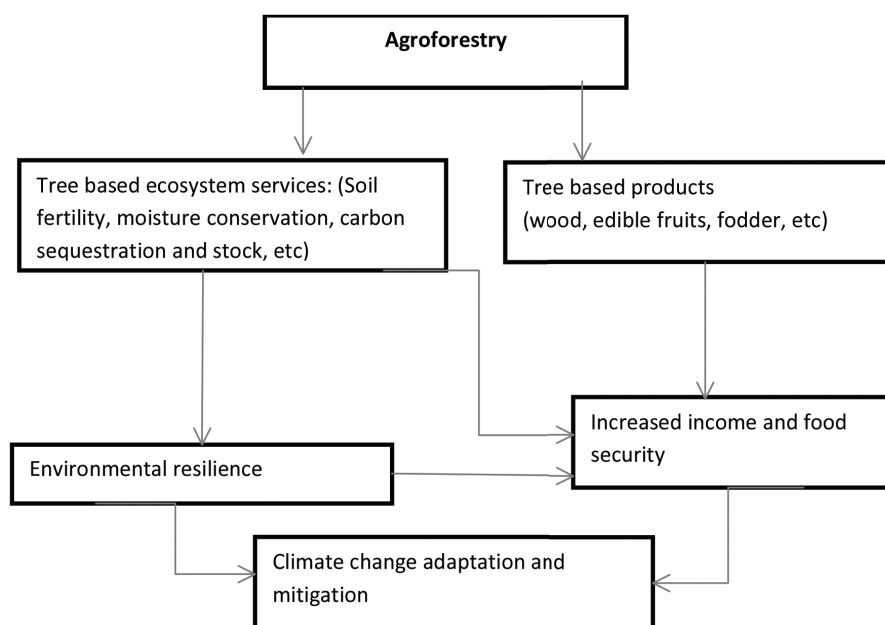 Agroforestry
Tree based ecosystem services: (Soil
fertility, moisture conservation, carbon
sequestration and stock, etc)
Tree based products
(wood, edible fruits, fodder, etc)
Increased income and food
security
Environmental resilience
Climate change adaptation and
mitigation